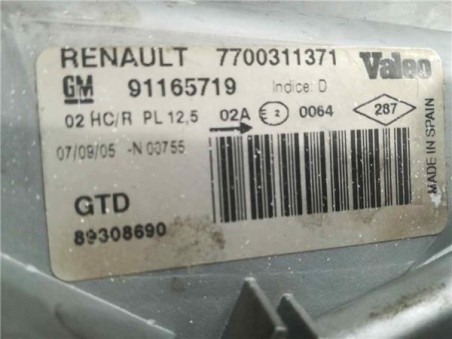 RENAULT 7700311371 Valeo
GM 91165719 Indice: D
02 HC/R PL 12,5 02A E2 0064 287
07/09/05 -N 00755
GTD
89308690
MADE IN SPAIN